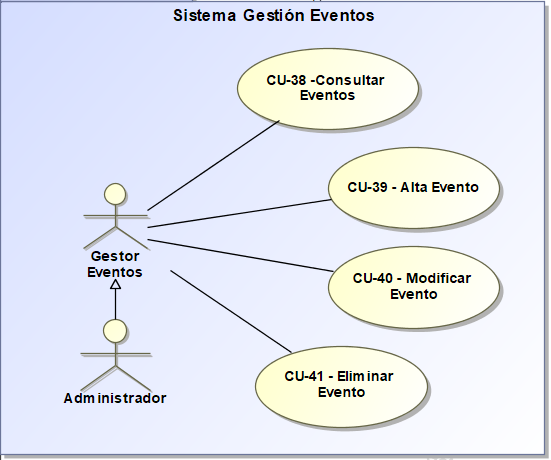 Sistema Gestión Eventos
CU-38 -Consultar
Eventos
CU-39 - Alta Evento
Gestor
Eventos
CU-40 - Modificar
Evento
CU-41 - Eliminar
Evento
Administrador